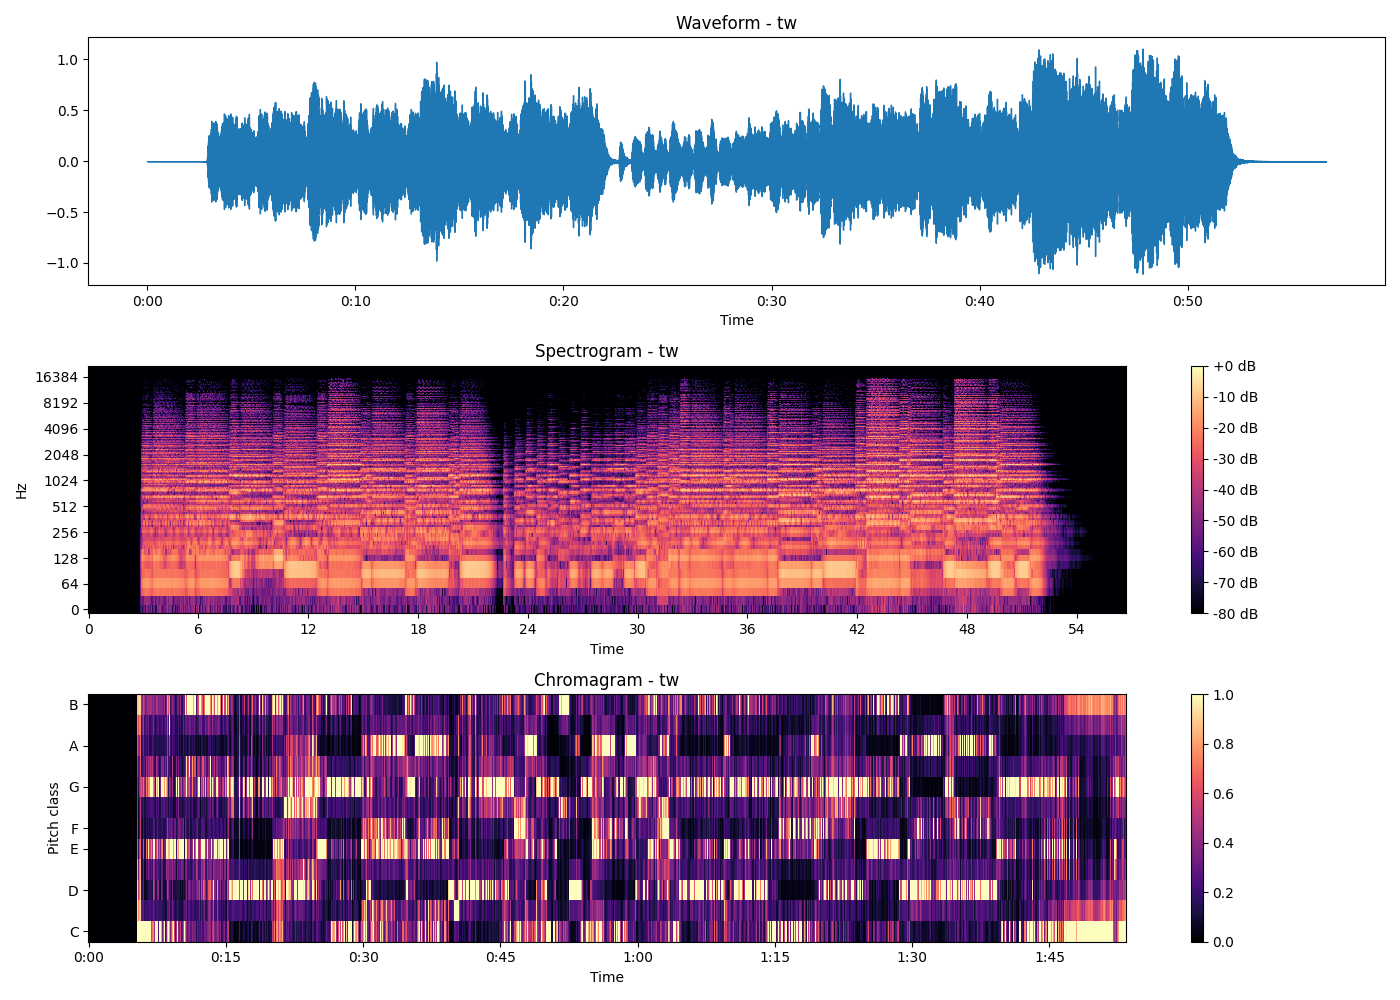 Waveform - tw
1.0
0.5
0.0
−0.5
−1.0
0:00 0:10 0:20 0:30 0:40 0:50
Time
Spectrogram - tw
Hz
16384
8192
4096
2048
1024
512
256
128
64
0
0 6 12 18 24 30 36 42 48 54
Time
+0 dB
-10 dB
-20 dB
-30 dB
-40 dB
-50 dB
-60 dB
-70 dB
-80 dB
Chromagram - tw
Pitch class
B
A
G
F
E
D
C
0:00 0:15 0:30 0:45 1:00 1:15 1:30 1:45
Time
1.0
0.8
0.6
0.4
0.2
0.0